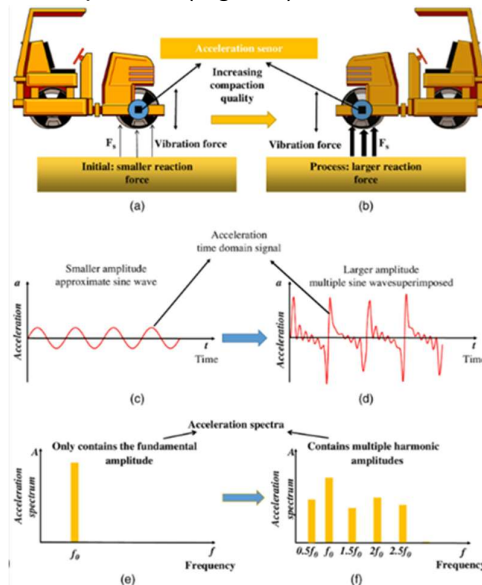 Acceleration senor
Increasing
compaction
quality
F_s
Vibration force
Vibration force
F_s
Initial: smaller reaction
force
Process: larger reaction
force
(a)
(b)
Acceleration
time domain signal
Smaller amplitude
approximate sine wave
Larger amplitude
multiple sine wavesuperimposed
a
Acceleration
t
Time
a
Acceleration
t
Time
(c)
(d)
Acceleration spectra
Only contains the fundamental
amplitude
Contains multiple harmonic
amplitudes
A
Acceleration
spectrum
f₀
f
Frequency
A
Acceleration
spectrum
0.5f₀ f₀ 1.5f₀ 2f₀ 2.5f₀
f
Frequency
(e)
(f)